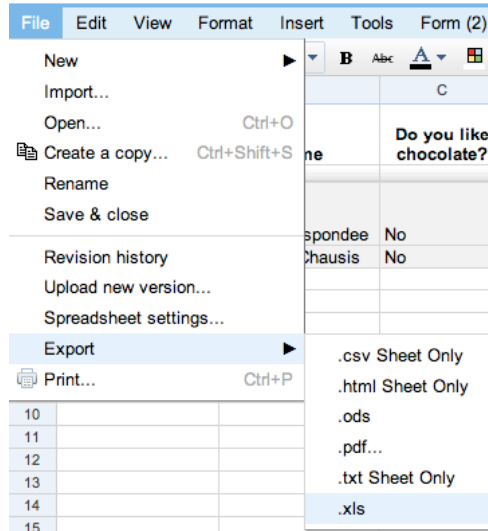 File Edit View Format Insert Tools Form (2)
New
B Abc A
Import...
C
Open... Ctrl+O
Do you like
Create a copy... Ctrl+Shift+S me chocolate?
Rename
Save & close
spondee No
Revision history Chausis No
Upload new version...
Spreadsheet settings...
Export
.csv Sheet Only
Print... Ctrl+P
.html Sheet Only
10
.ods
11
.pdf...
12
13 .txt Sheet Only
14 .xls
15